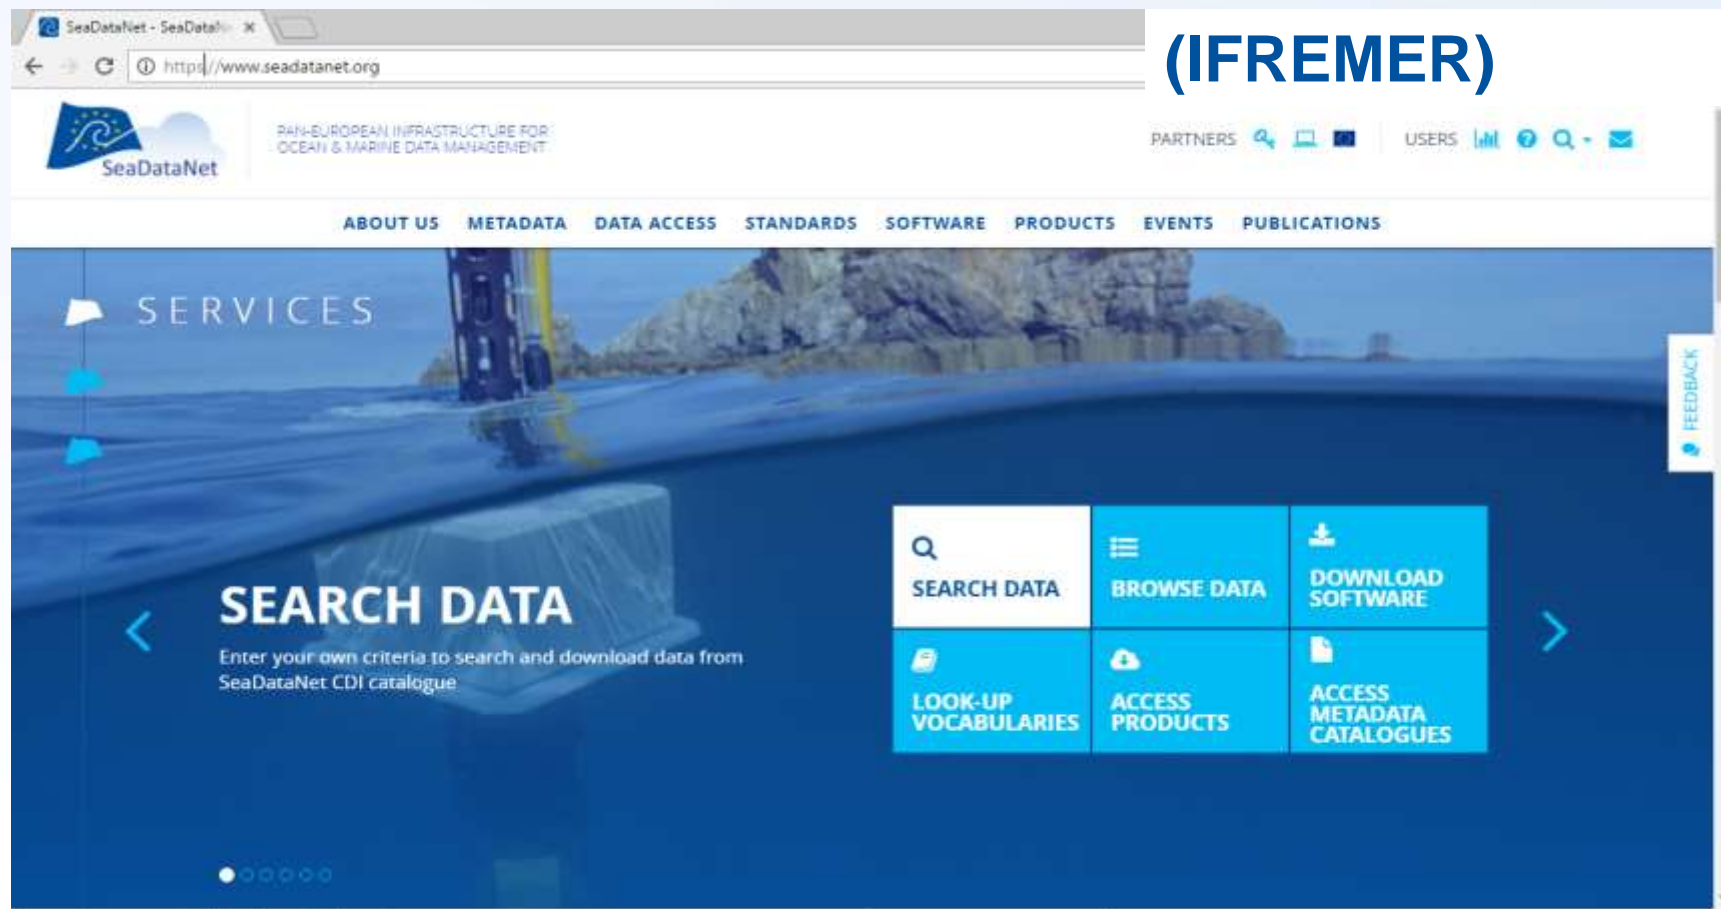 SeaDataNet - SeaDataN
(IFREMER)
https//www.seadatanet.org
SeaDataNet
PAN-EUROPEAN INFRASTRUCTURE FOR
OCEAN & MARINE DATA MANAGEMENT
PARTNERS
USERS
ABOUT US METADATA DATA ACCESS STANDARDS SOFTWARE PRODUCTS EVENTS PUBLICATIONS
SERVICES
FEEDBACK
SEARCH DATA
Enter your own criteria to search and download data from
SeaDataNet CDI catalogue
SEARCH DATA
BROWSE DATA
DOWNLOAD
SOFTWARE
LOOK-UP
VOCABULARIES
ACCESS
PRODUCTS
ACCESS
METADATA
CATALOGUES